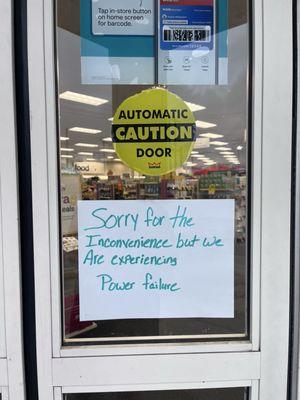 Tap in-store button
on home screen
for barcode.
AUTOMATIC
CAUTION
DOOR
food
Sorry for the
Inconvenience but we
Are experiencing
Power failure